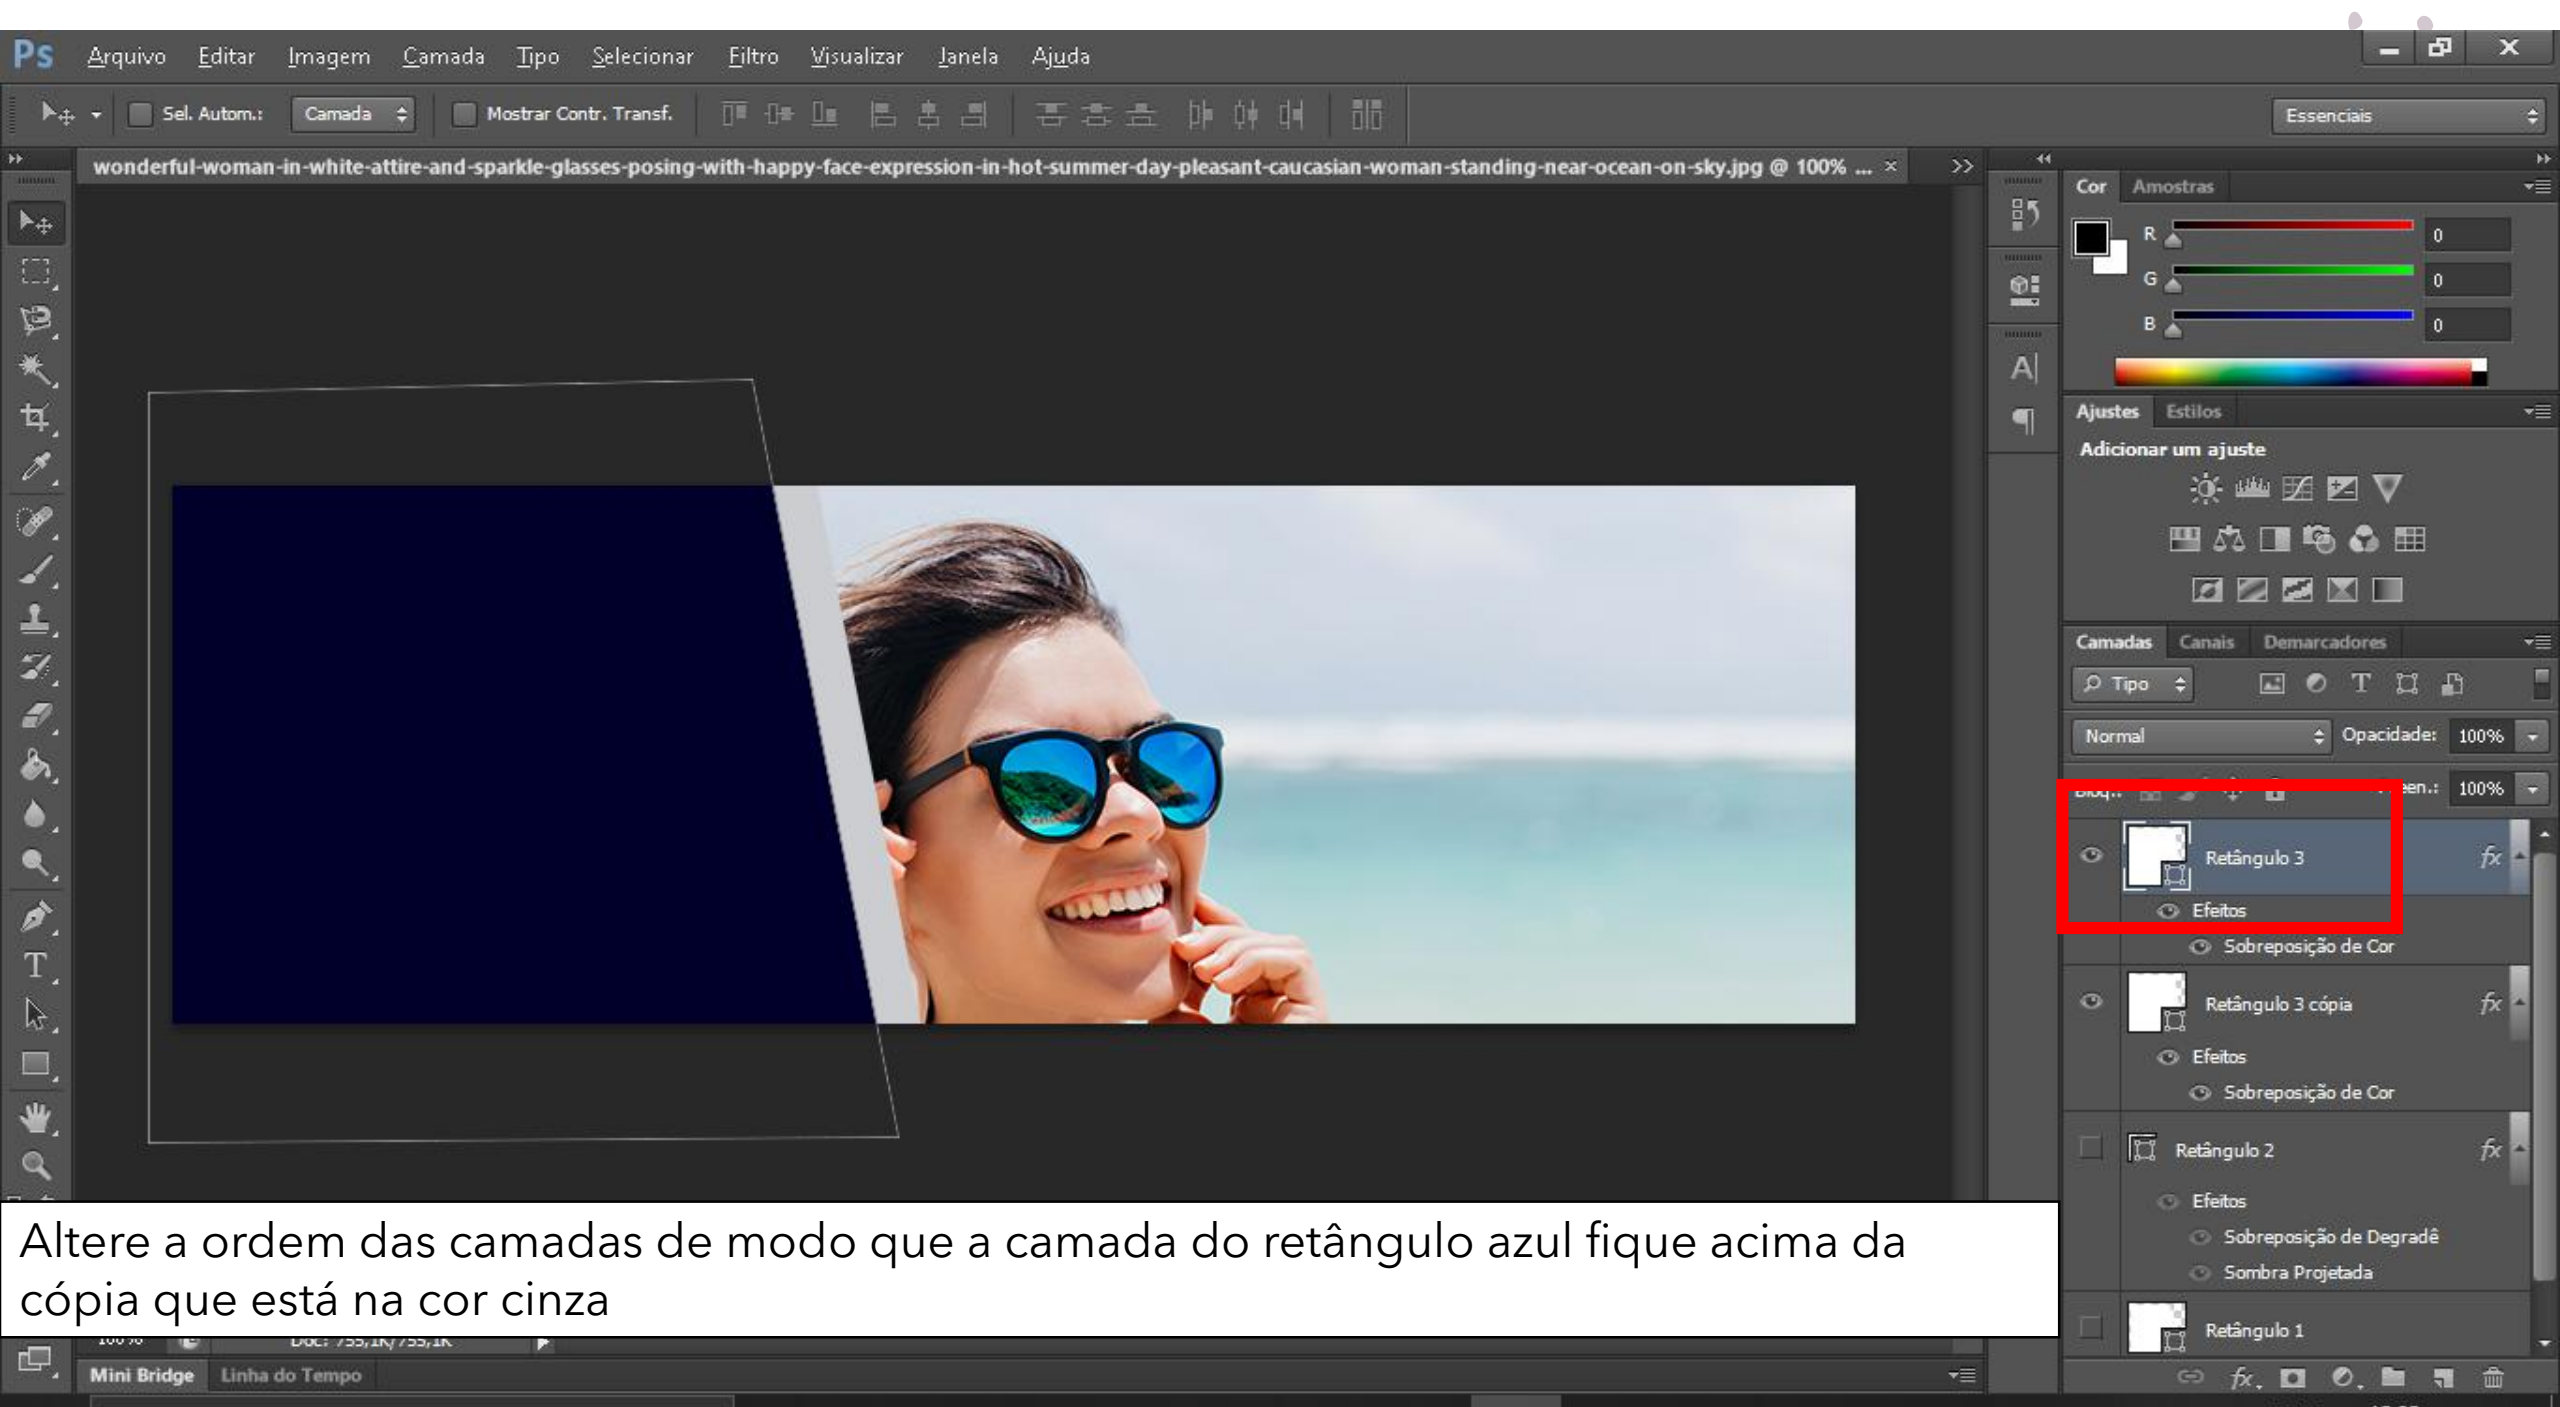 Ps Arquivo Editar Imagem Camada Tipo Selecionar Filtro Visualizar Janela Ajuda
Sel. Autom.: Camada Mostrar Contr. Transf. Essenciais
wonderful-woman-in-white-attire-and-sparkle-glasses-posing-with-happy-face-expression-in-hot-summer-day-pleasant-caucasian-woman-standing-near-ocean-on-sky.jpg @ 100% ... ×
Cor Amostras
R 0
G 0
B 0
Ajustes Estilos
Adicionar um ajuste
Camadas Canais Demarcadores
Tipo
Normal Opacidade: 100%
100%
Retângulo 3 fx
Efeitos
Sobreposição de Cor
Retângulo 3 cópia fx
Efeitos
Sobreposição de Cor
Retângulo 2 fx
Efeitos
Sobreposição de Degradê
Sombra Projetada
Retângulo 1
Altere a ordem das camadas de modo que a camada do retângulo azul fique acima da
cópia que está na cor cinza
Mini Bridge Linha do Tempo